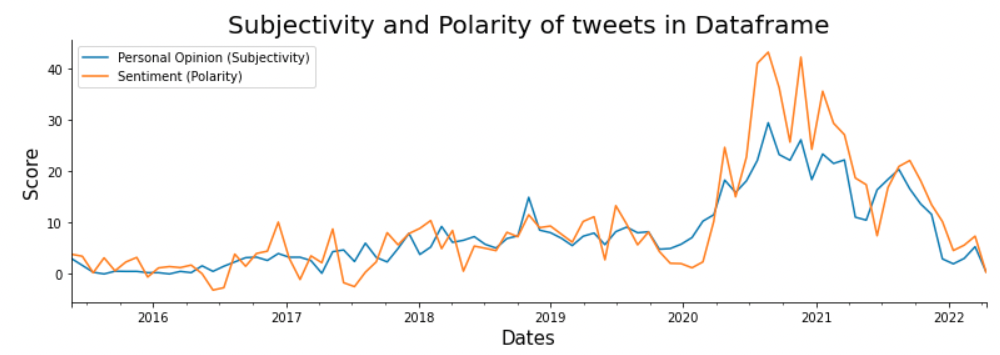 Subjectivity and Polarity of tweets in Dataframe
Personal Opinion (Subjectivity)
Sentiment (Polarity)
Score
40
30
20
10
0
2016 2017 2018 2019 2020 2021 2022
Dates